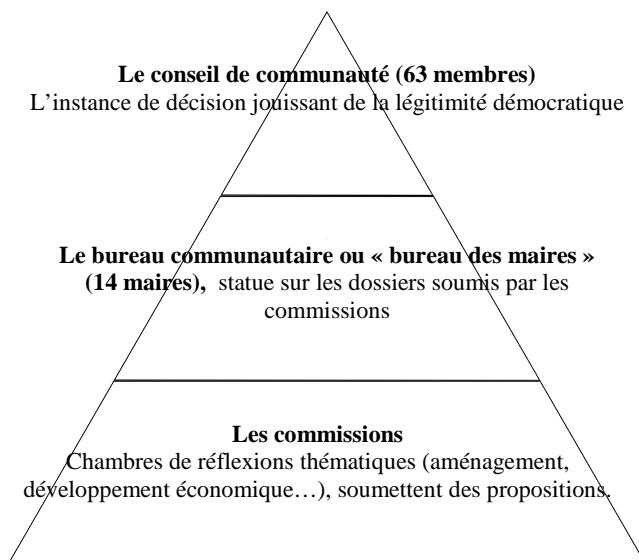 Le conseil de communauté (63 membres)
L’instance de décision jouissant de la légitimité démocratique
Le bureau communautaire ou « bureau des maires »
(14 maires), statue sur les dossiers soumis par les
commissions
Les commissions
Chambres de réflexions thématiques (aménagement,
développement économique…), soumettent des propositions.